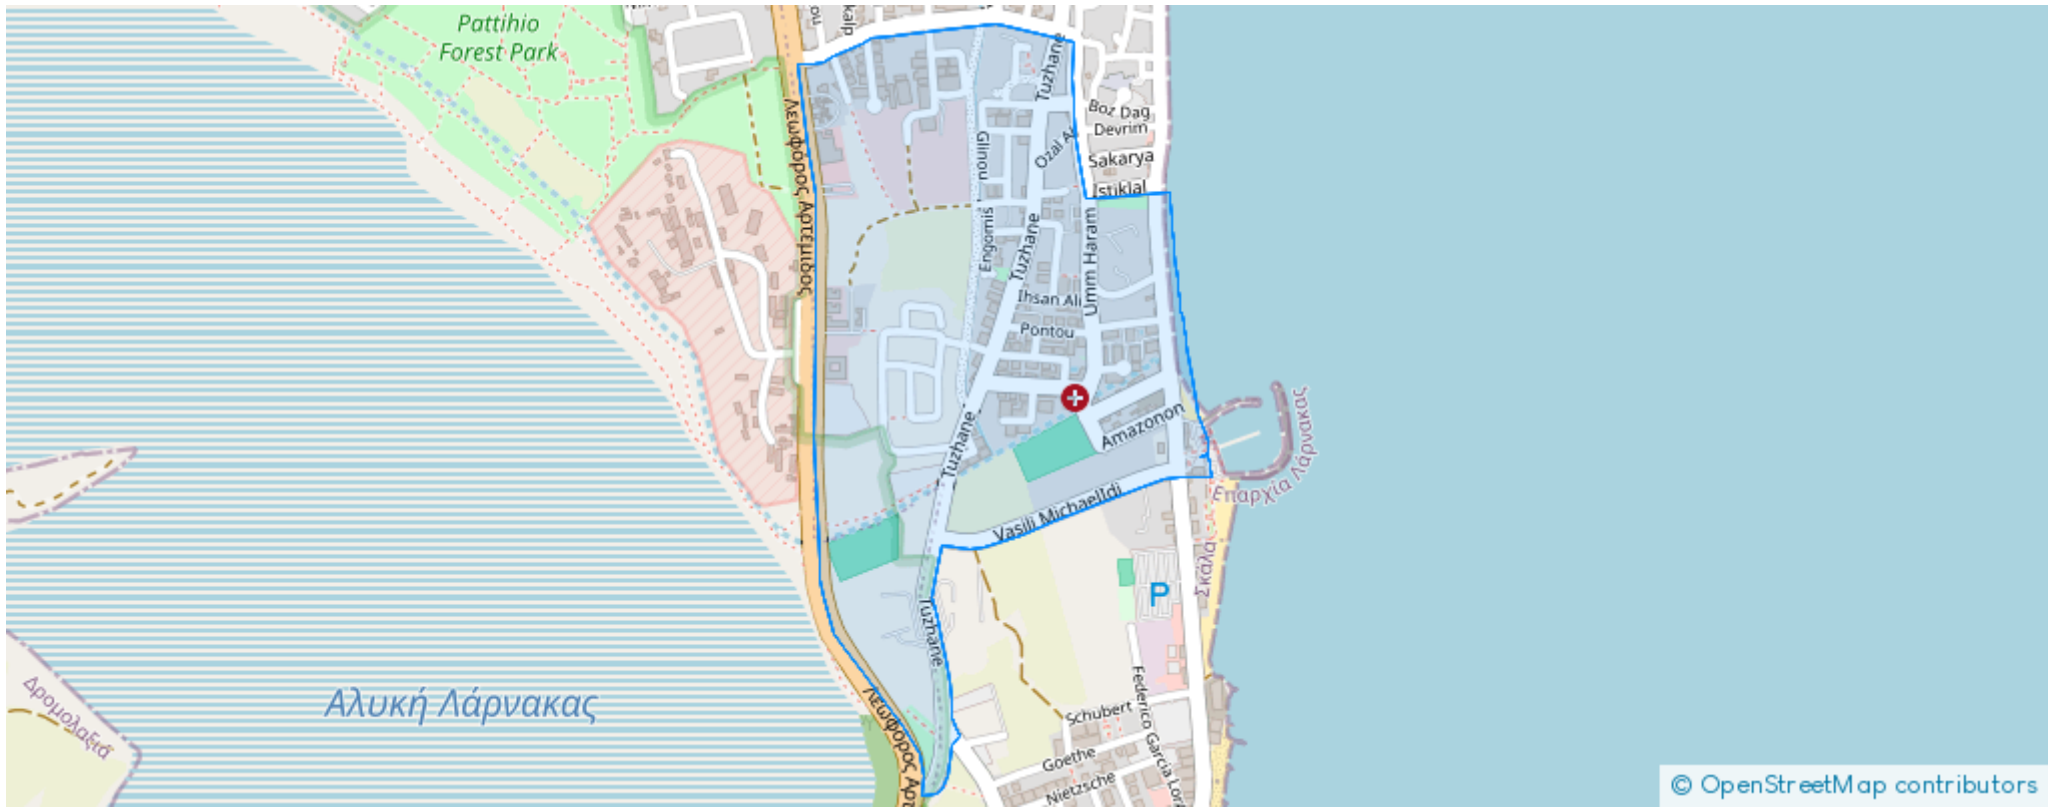 Pattihio
Forest Park
kalp
Tuzhane
Boz Dag
Devrim
Λεωφόρος Αρτέμιδος
Glinou
Ozal
Sakarya
Istiklal
Engomis
Tuzhane
Umm Haram
Ihsan Ali
Pontou
Tuzhane
Amazonon
Επαρχία Λάρνακας
Vasili Michaelidi
Σκάλα
P
Tuzhane
Αλυκή Λάρνακας
Δρομολαξιά
Λεωφόρος Αρτ
Schubert
Federico Garcia Lor
Goethe
Nietzsche
© OpenStreetMap contributors